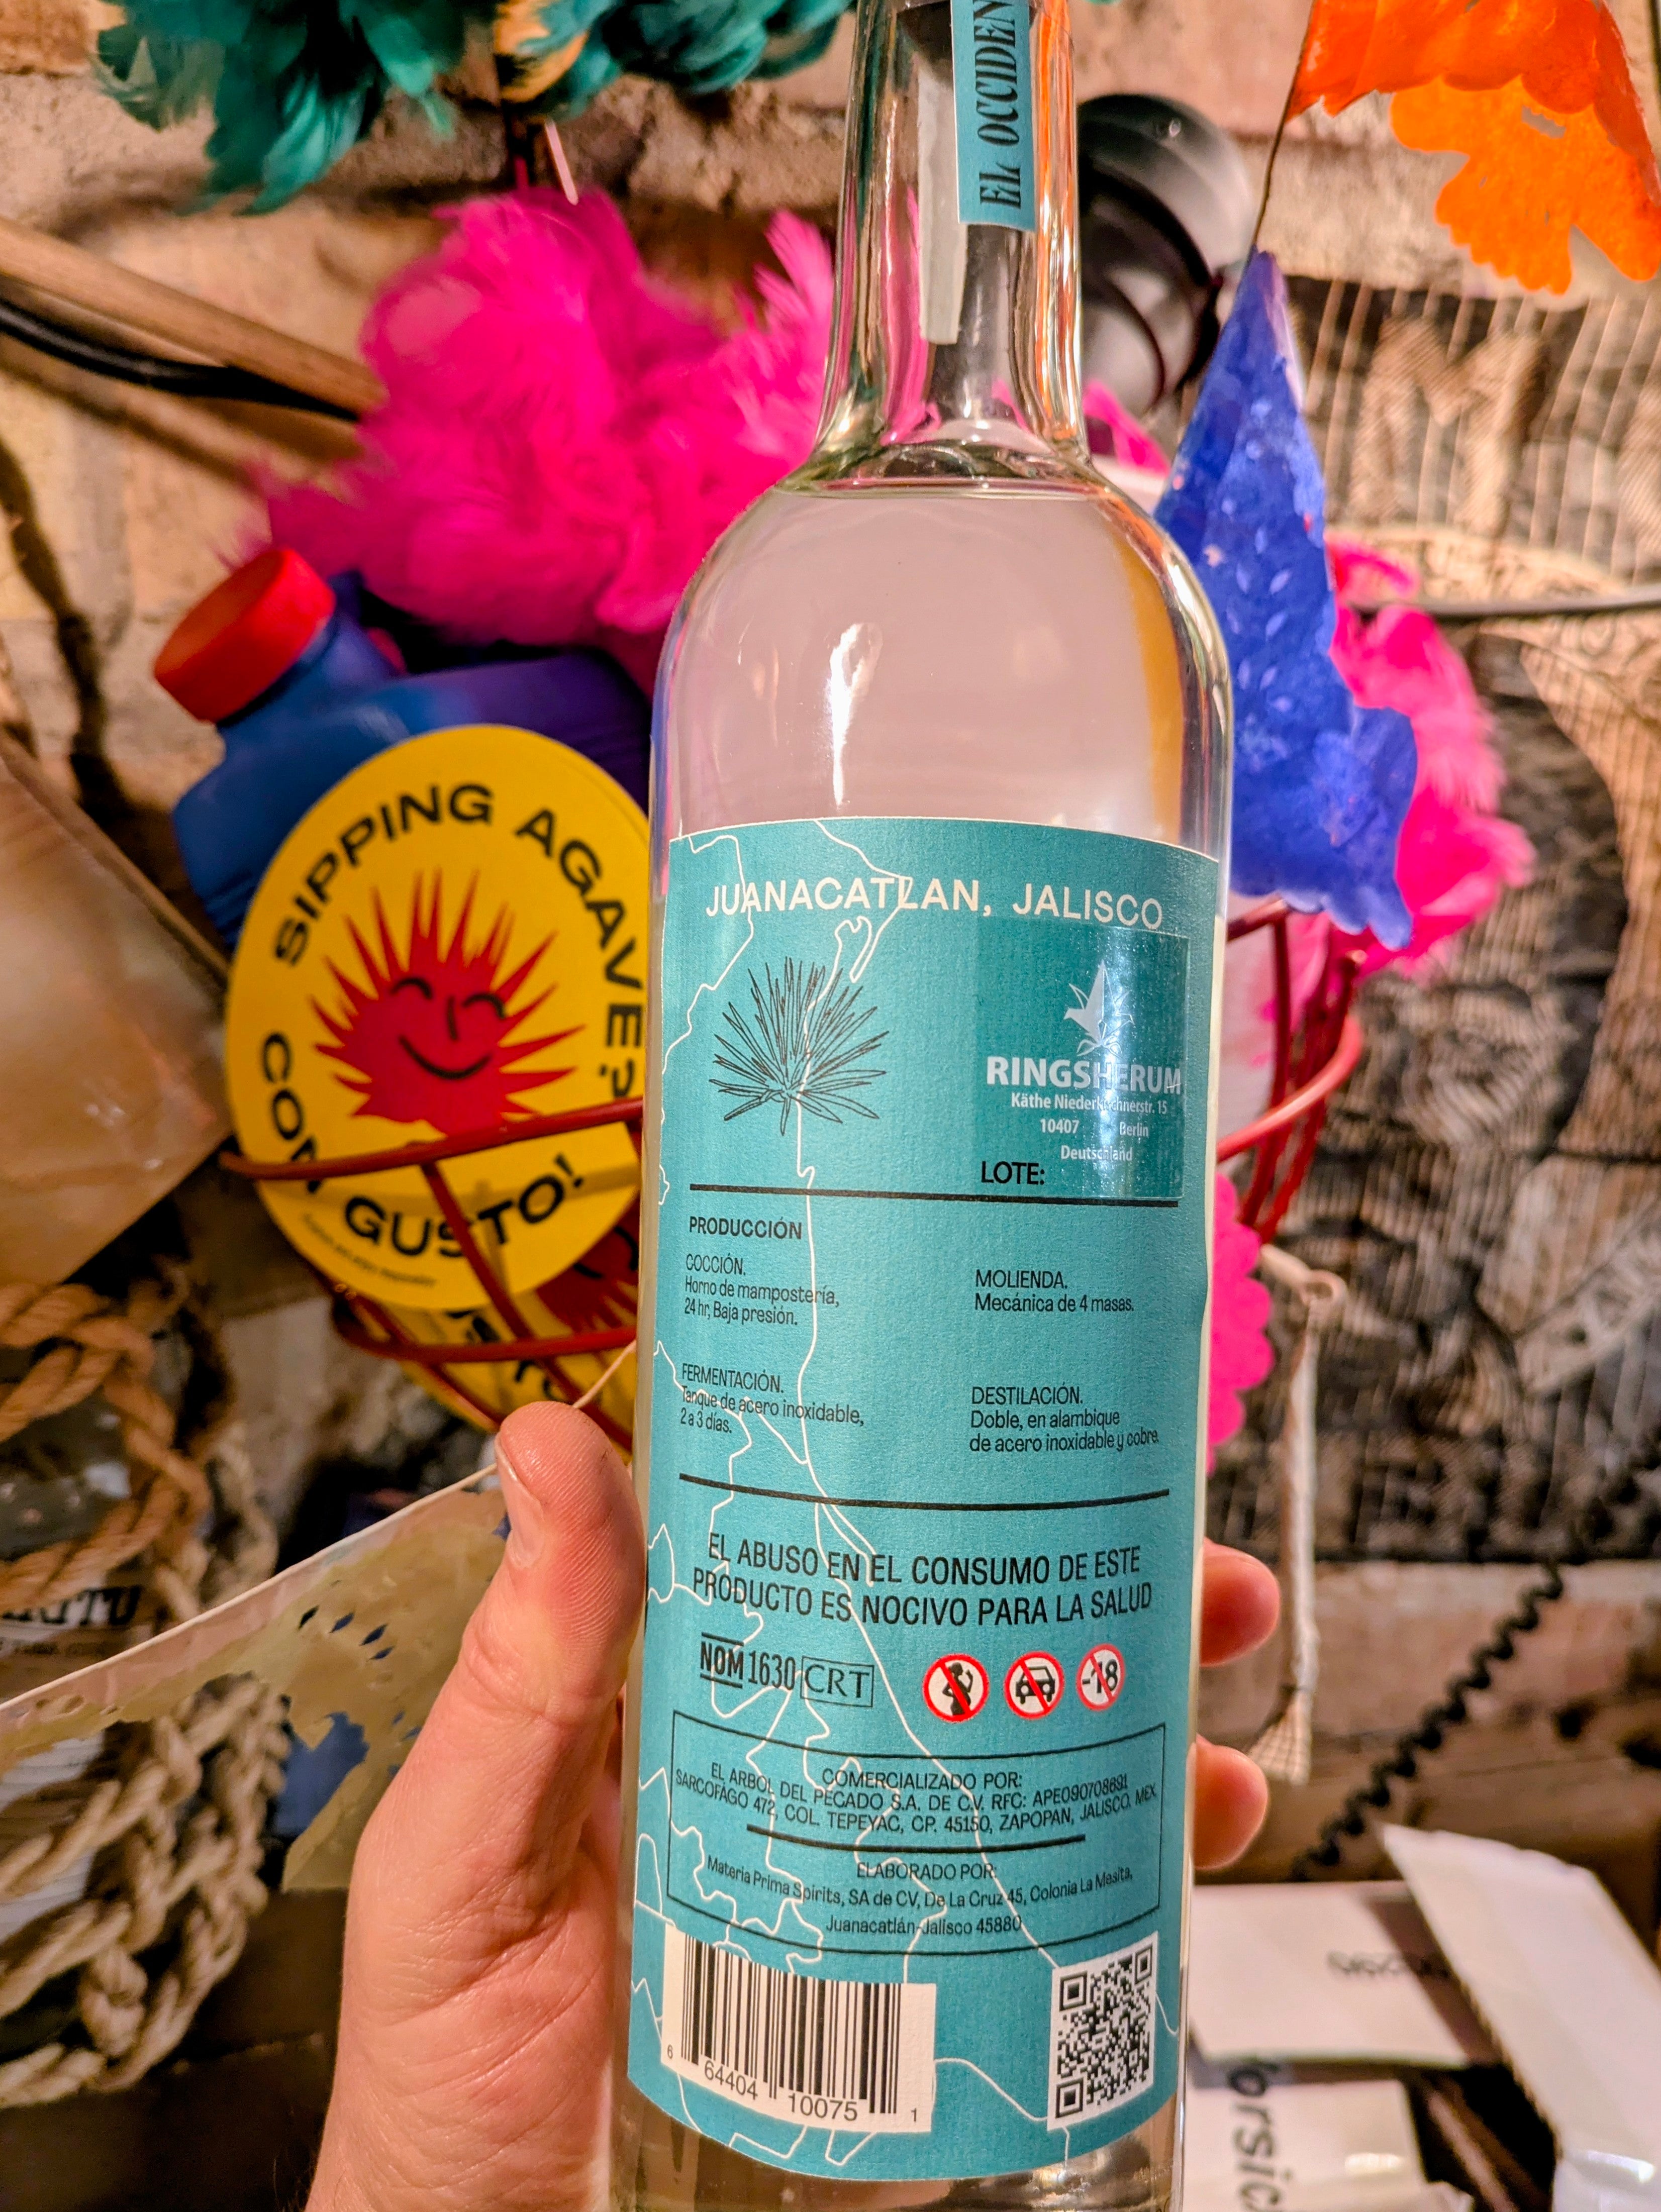 EL OCCIDEN
SIPPING AGAVE?
CON GUSTO!
JUANACATLAN, JALISCO
RINGSHERUM
Käthe Niederkirchnerstr. 15
10407 Berlin
Deutschland
LOTE:
PRODUCCIÓN
COCCIÓN.
Horno de mampostería,
24 hr, Baja presión.
MOLIENDA.
Mecánica de 4 masas.
FERMENTACIÓN.
Tanque de acero inoxidable,
2 a 3 días.
DESTILACIÓN.
Doble, en alambique
de acero inoxidable y cobre.
EL ABUSO EN EL CONSUMO DE ESTE
PRODUCTO ES NOCIVO PARA LA SALUD
NOM 1630 CRT
-18
COMERCIALIZADO POR:
EL ARBOL DEL PECADO S.A. DE C.V. RFC: APE090708691
SARCOFÁGO 472, COL. TEPEYAC, CP. 45150, ZAPOPAN, JALISCO. MEX.
ELABORADO POR:
Materia Prima Spirits, SA de CV, De La Cruz 45, Colonia La Mesita,
Juanacatlán-Jalisco 45880
6 64404 10075 1